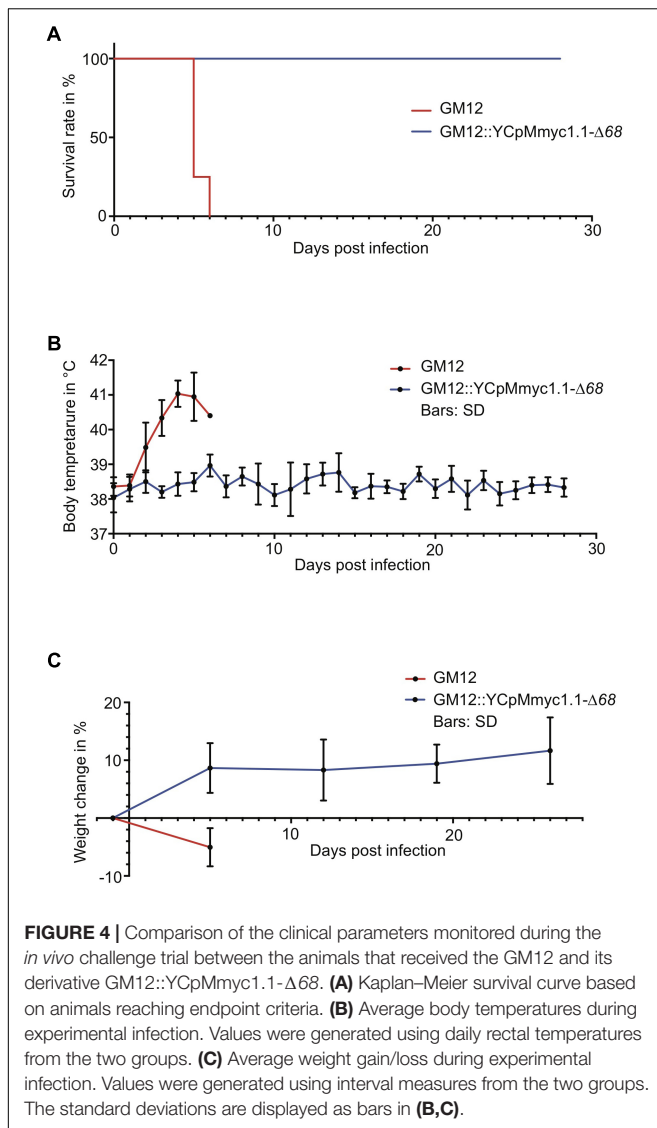 A
100
50
0
Survival rate in %
GM12
GM12::YCpMmyc1.1-Δ68
0 10 20 30
Days post infection
B
42
41
40
39
38
37
Body tempretarure in °C
GM12
GM12::YCpMmyc1.1-Δ68
Bars: SD
0 10 20 30
Days post infection
C
20
10
0
-10
Weight change in %
GM12
GM12::YCpMmyc1.1-Δ68
Bars: SD
10 20
Days post infection
FIGURE 4 | Comparison of the clinical parameters monitored during the
in vivo challenge trial between the animals that received the GM12 and its
derivative GM12::YCpMmyc1.1-Δ68. (A) Kaplan–Meier survival curve based
on animals reaching endpoint criteria. (B) Average body temperatures during
experimental infection. Values were generated using daily rectal temperatures
from the two groups. (C) Average weight gain/loss during experimental
infection. Values were generated using interval measures from the two groups.
The standard deviations are displayed as bars in (B,C).